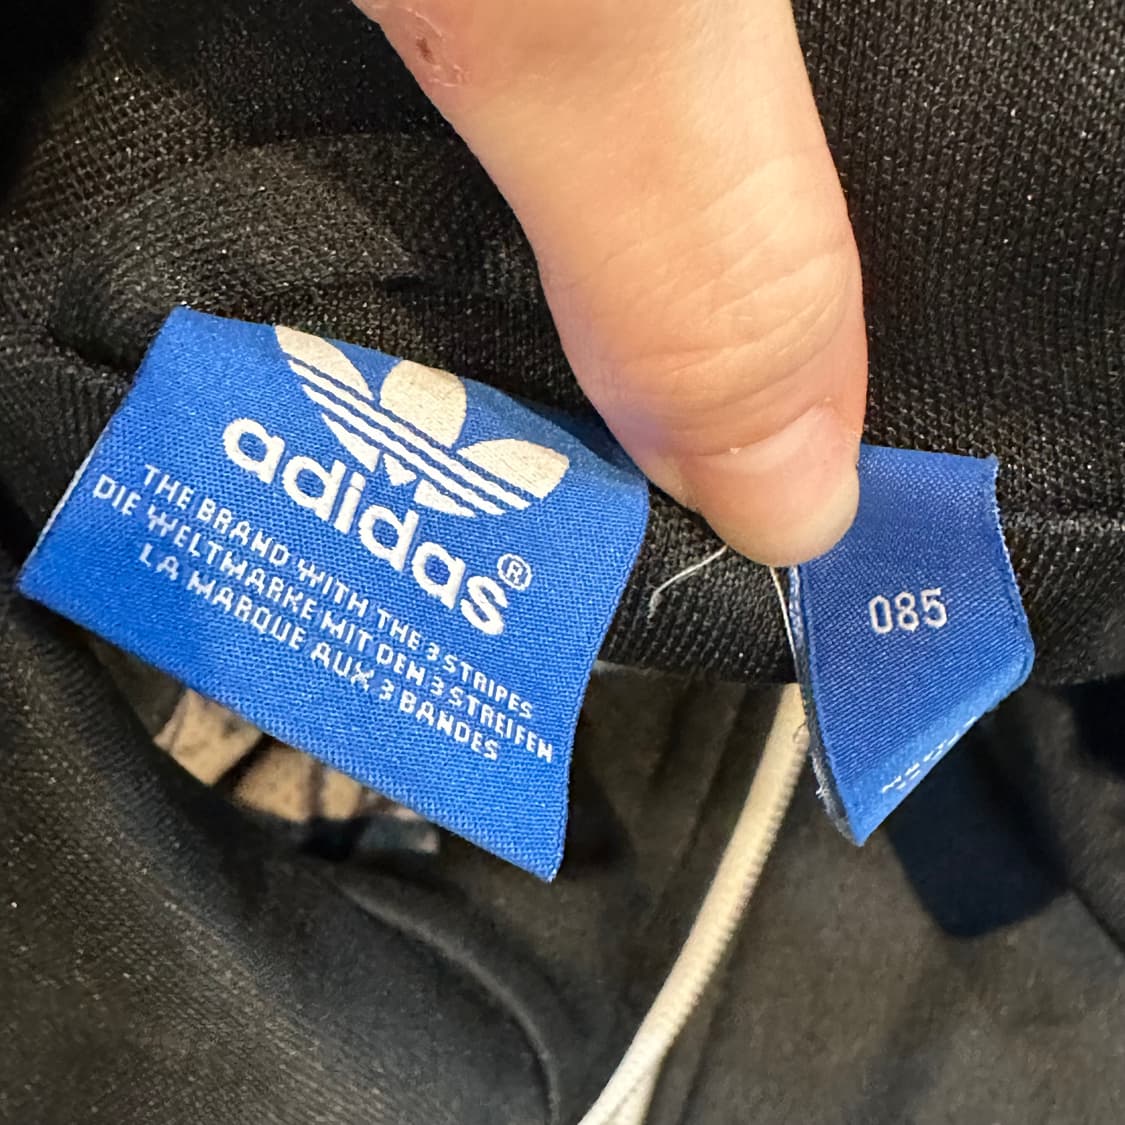 adidas®
THE BRAND WITH THE 3 STRIPES
DIE WELTMARKE MIT DEN 3 STREIFEN
LA MARQUE AUX 3 BANDES
085